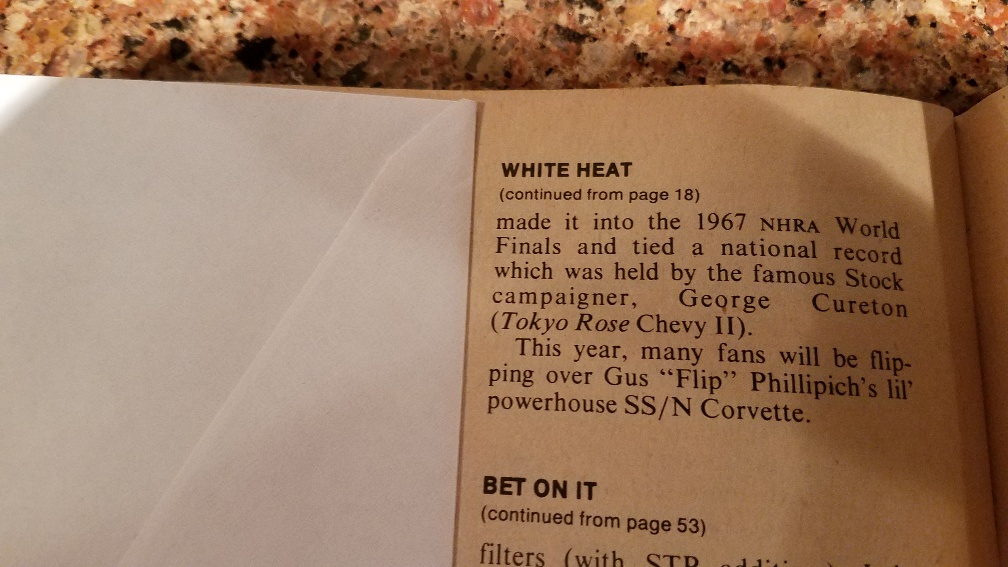 WHITE HEAT
(continued from page 18)
made it into the 1967 NHRA World
Finals and tied a national record
which was held by the famous Stock
campaigner, George Cureton
(Tokyo Rose Chevy II).
This year, many fans will be flip-
ping over Gus “Flip” Phillipich's lil'
powerhouse SS/N Corvette.
BET ON IT
(continued from page 53)
filters (with STP